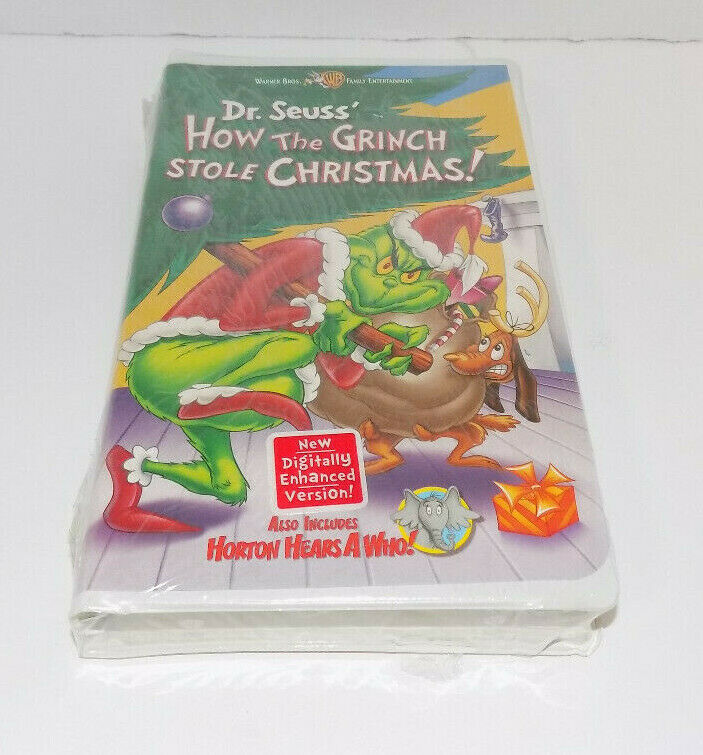 WARNER BROS. WB FAMILY ENTERTAINMENT
Dr. Seuss'
HOW THE GRINCH
STOLE CHRISTMAS!
New
Digitally
Enhanced
Version!
ALSO INCLUDES
HORTON HEARS A WHO!